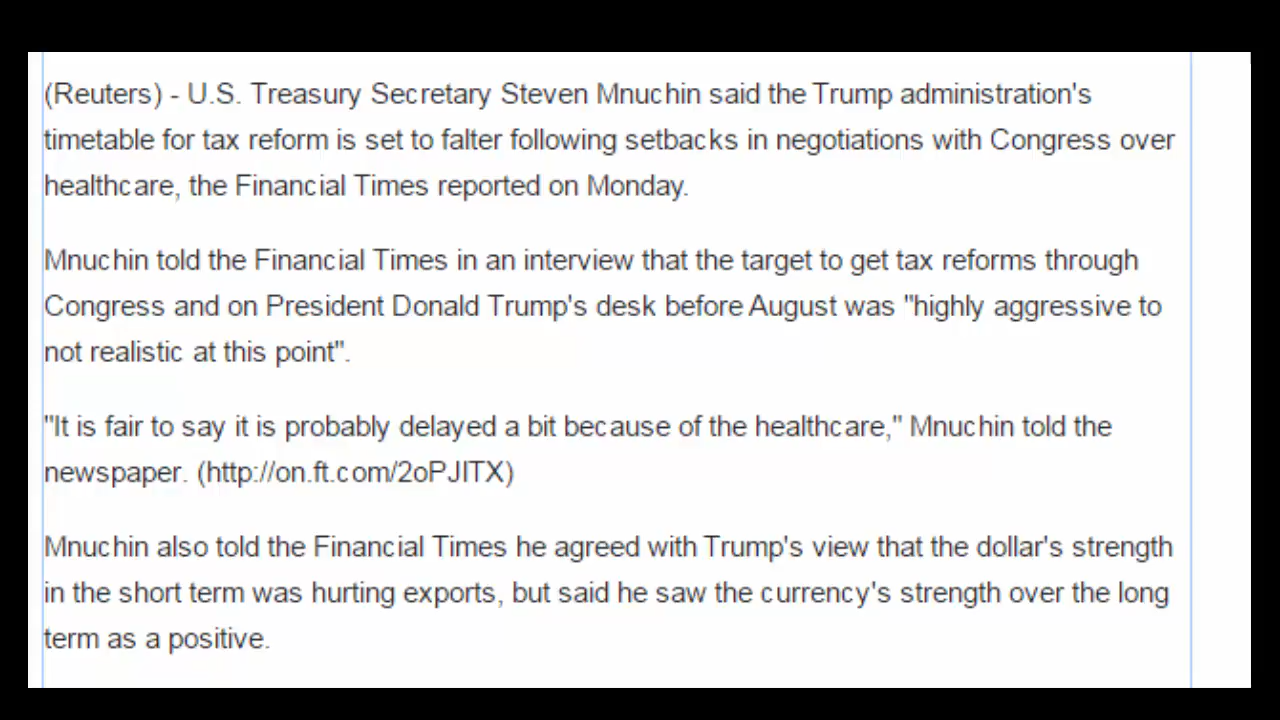 (Reuters) - U.S. Treasury Secretary Steven Mnuchin said the Trump administration's
timetable for tax reform is set to falter following setbacks in negotiations with Congress over
healthcare, the Financial Times reported on Monday.
Mnuchin told the Financial Times in an interview that the target to get tax reforms through
Congress and on President Donald Trump's desk before August was "highly aggressive to
not realistic at this point".
"It is fair to say it is probably delayed a bit because of the healthcare," Mnuchin told the
newspaper. (http://on.ft.com/2oPJITX)
Mnuchin also told the Financial Times he agreed with Trump's view that the dollar's strength
in the short term was hurting exports, but said he saw the currency's strength over the long
term as a positive.